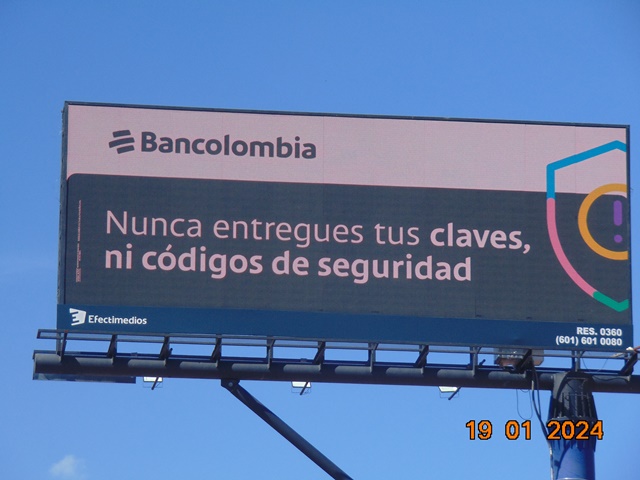 Bancolombia
Nunca entregues tus claves,
ni códigos de seguridad
Efectimedios
RES. 0360
(601) 601 0080
19 01 2024